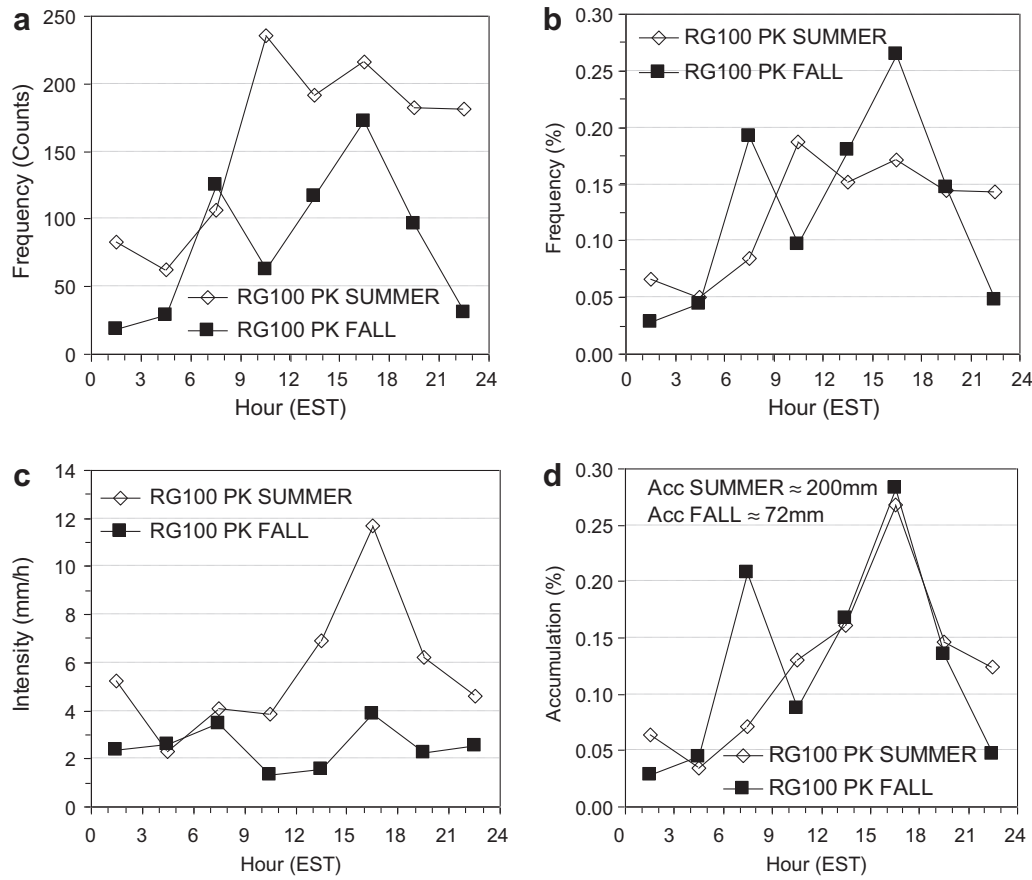 a
250
200
150
100
50
0
Frequency (Counts)
RG100 PK SUMMER
RG100 PK FALL
0 3 6 9 12 15 18 21 24
Hour (EST)
b
0.30
0.25
0.20
0.15
0.10
0.05
0.00
Frequency (%)
RG100 PK SUMMER
RG100 PK FALL
0 3 6 9 12 15 18 21 24
Hour (EST)
c
14
12
10
8
6
4
2
0
Intensity (mm/h)
RG100 PK SUMMER
RG100 PK FALL
0 3 6 9 12 15 18 21 24
Hour (EST)
d
0.30
0.25
0.20
0.15
0.10
0.05
0.00
Accumulation (%)
Acc SUMMER ≈ 200mm
Acc FALL ≈ 72mm
RG100 PK SUMMER
RG100 PK FALL
0 3 6 9 12 15 18 21 24
Hour (EST)